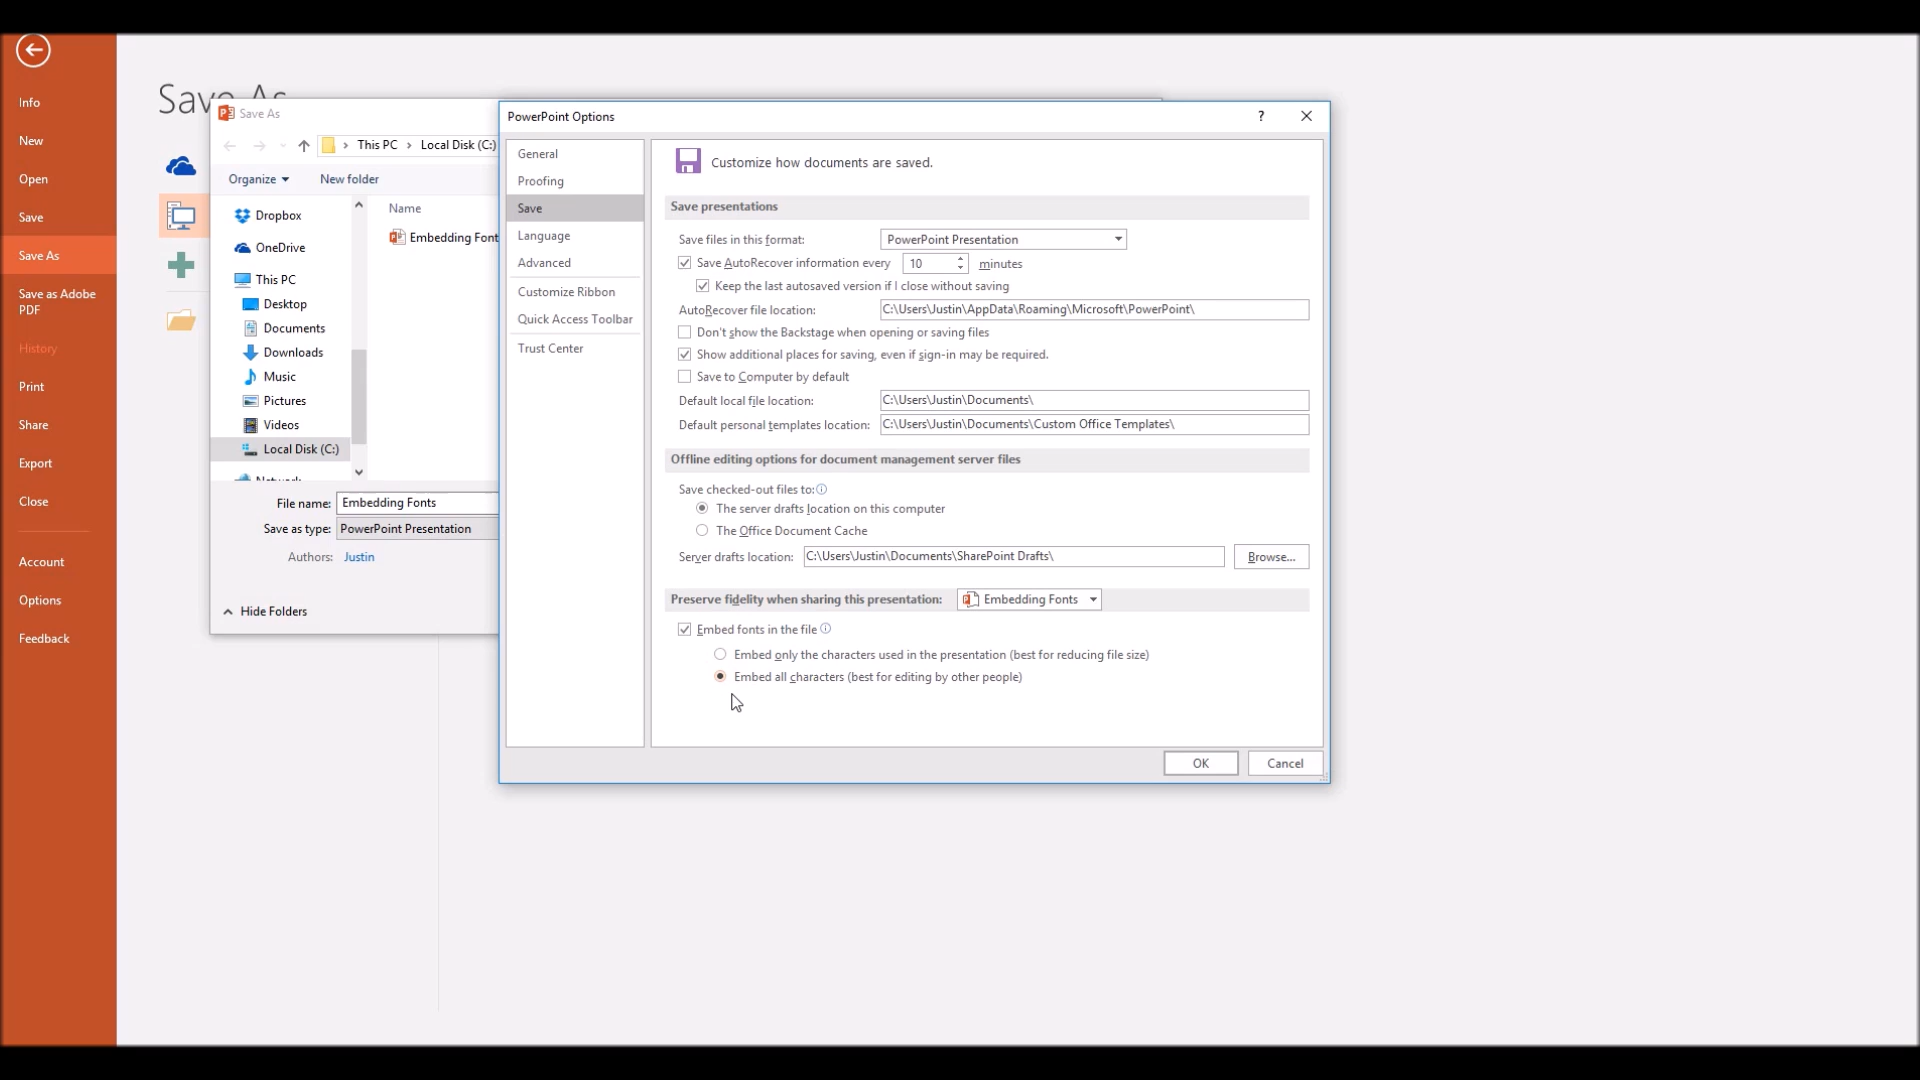 Info
New
Open
Save
Save As
Save as Adobe
PDF
History
Print
Share
Export
Close
Account
Options
Feedback
Save As
Save As
This PC
Local Disk (C:)
Organize
New folder
Dropbox
OneDrive
This PC
Desktop
Documents
Downloads
Music
Pictures
Videos
Local Disk (C:)
Network
Name
Embedding Font
File name: Embedding Fonts
Save as type: PowerPoint Presentation
Authors: Justin
Hide Folders
PowerPoint Options
?
General
Proofing
Save
Language
Advanced
Customize Ribbon
Quick Access Toolbar
Trust Center
Customize how documents are saved.
Save presentations
Save files in this format: PowerPoint Presentation
Save AutoRecover information every 10 minutes
Keep the last autosaved version if I close without saving
AutoRecover file location: C:\Users\Justin\AppData\Roaming\Microsoft\PowerPoint\
Don't show the Backstage when opening or saving files
Show additional places for saving, even if sign-in may be required.
Save to Computer by default
Default local file location: C:\Users\Justin\Documents\
Default personal templates location: C:\Users\Justin\Documents\Custom Office Templates\
Offline editing options for document management server files
Save checked-out files to:
The server drafts location on this computer
The Office Document Cache
Server drafts location: C:\Users\Justin\Documents\SharePoint Drafts\ Browse...
Preserve fidelity when sharing this presentation: Embedding Fonts
Embed fonts in the file
Embed only the characters used in the presentation (best for reducing file size)
Embed all characters (best for editing by other people)
OK
Cancel